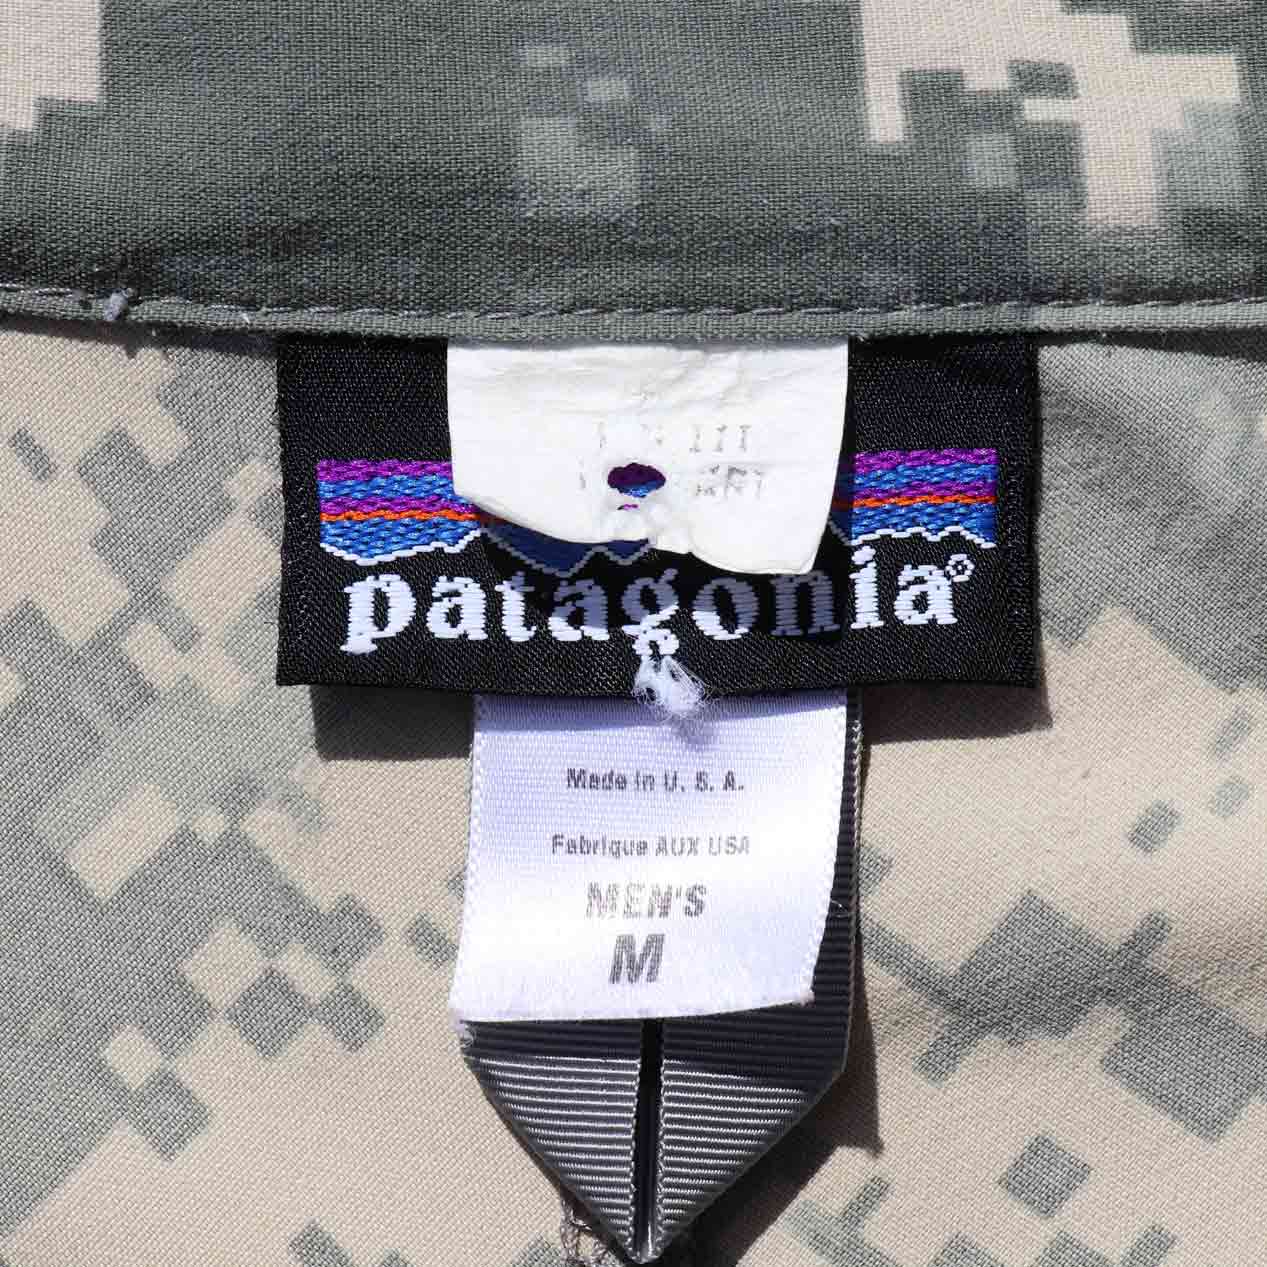 patagonia®
Made in U. S. A.
Fabrique AUX USA
MEN'S
M